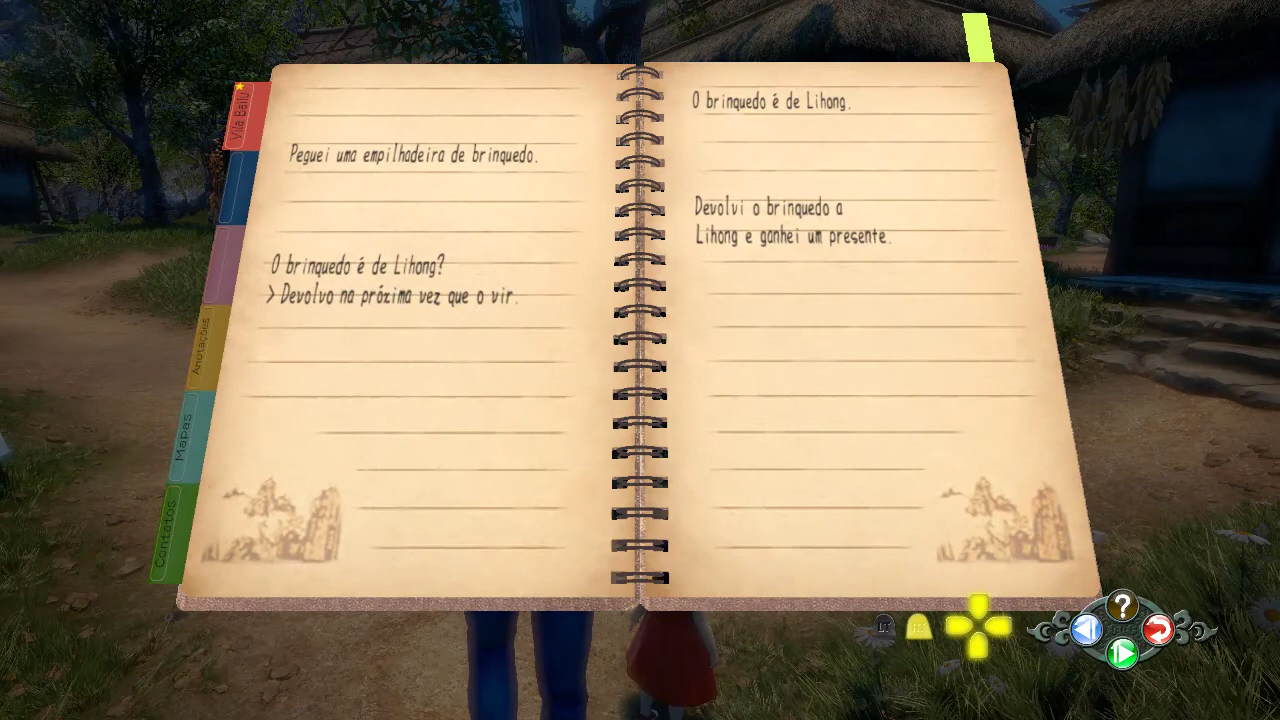 Vila Bailu
Anotações
Mapas
Contatos
Peguei uma empilhadeira de brinquedo.
O brinquedo é de Lihong?
> Devolvo na próxima vez que o vir.
O brinquedo é de Lihong.
Devolvi o brinquedo a
Lihong e ganhei um presente.
LT
?